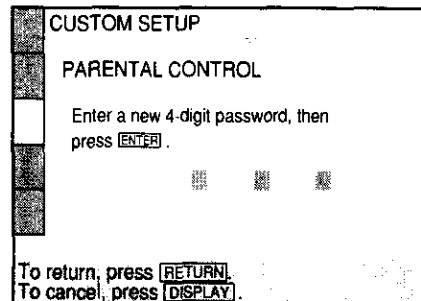 CUSTOM SETUP
PARENTAL CONTROL
Enter a new 4-digit password, then
press ENTER .
To return, press RETURN.
To cancel, press DISPLAY .